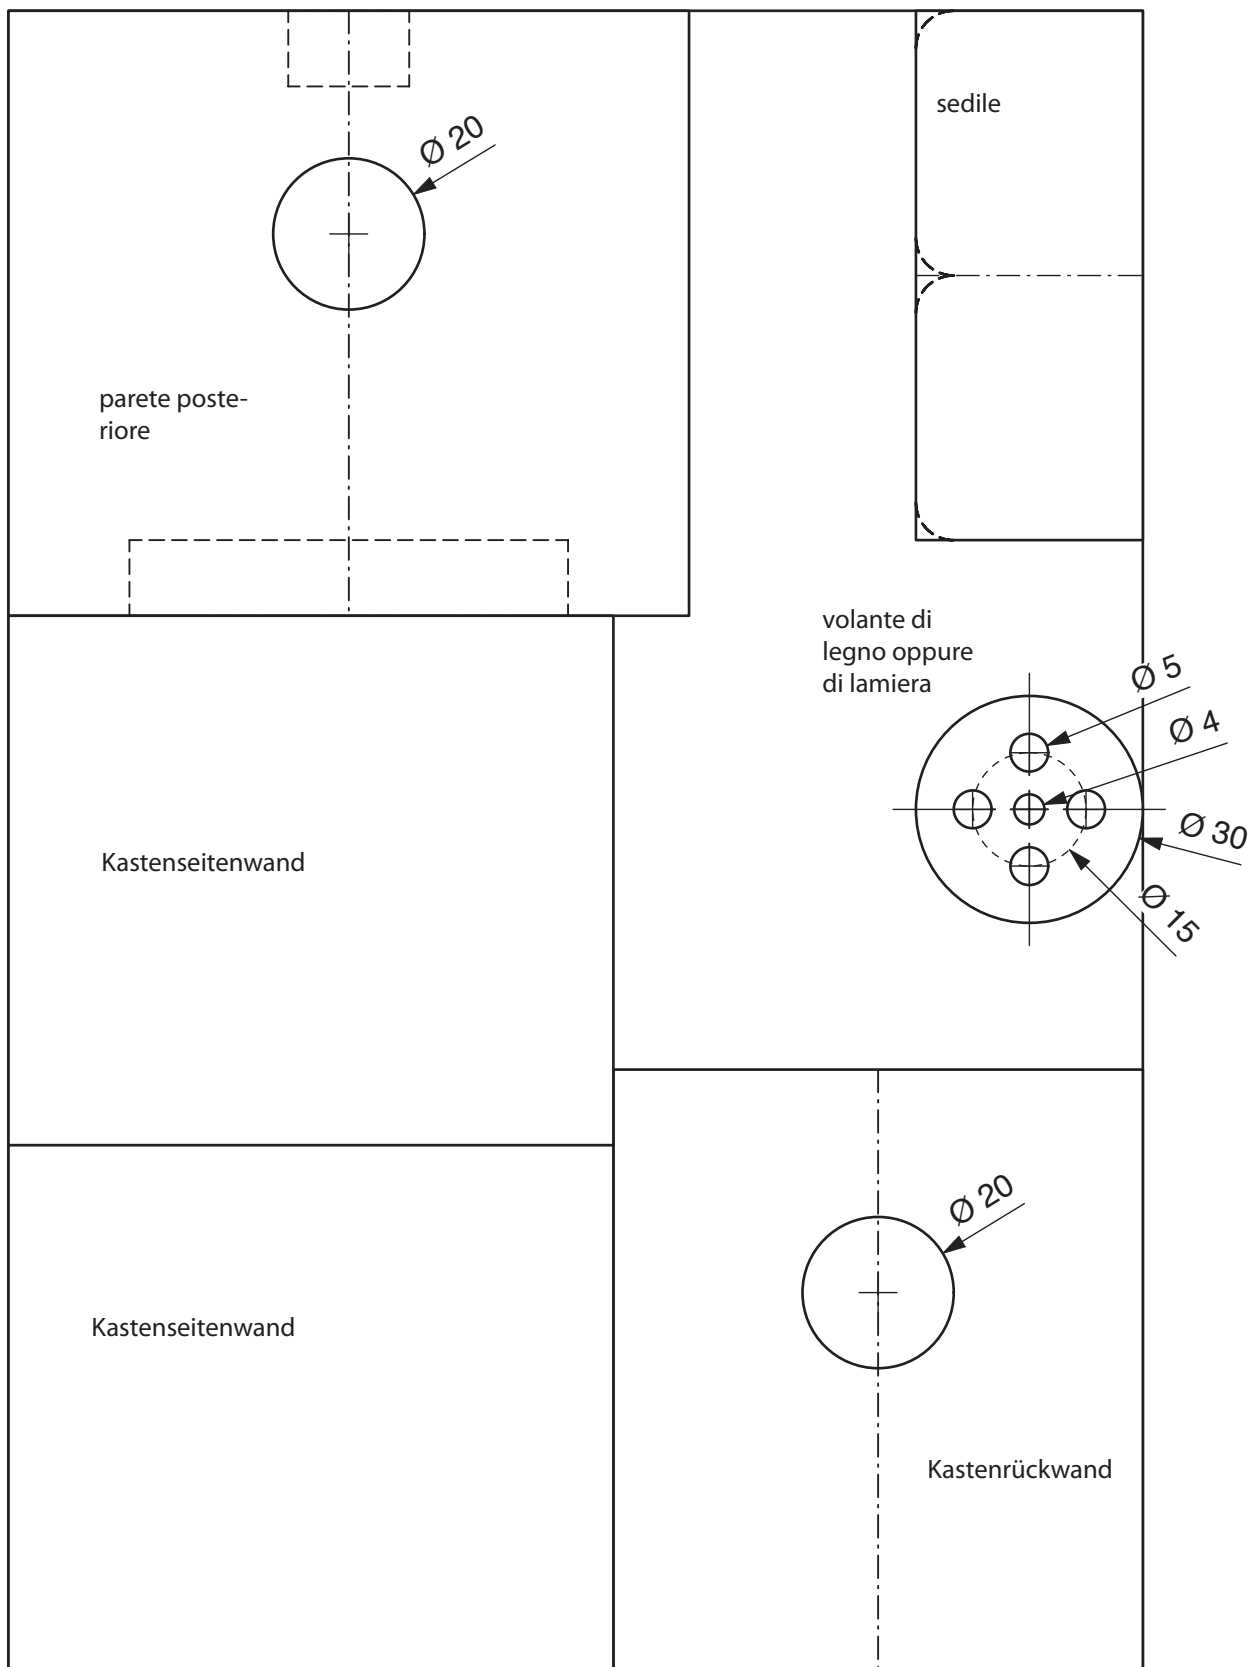 sedile
Ø 20
parete poste-
riore
volante di
legno oppure
di lamiera
Ø 5
Ø 4
Ø 30
Ø 15
Kastenseitenwand
Ø 20
Kastenseitenwand
Kastenrückwand